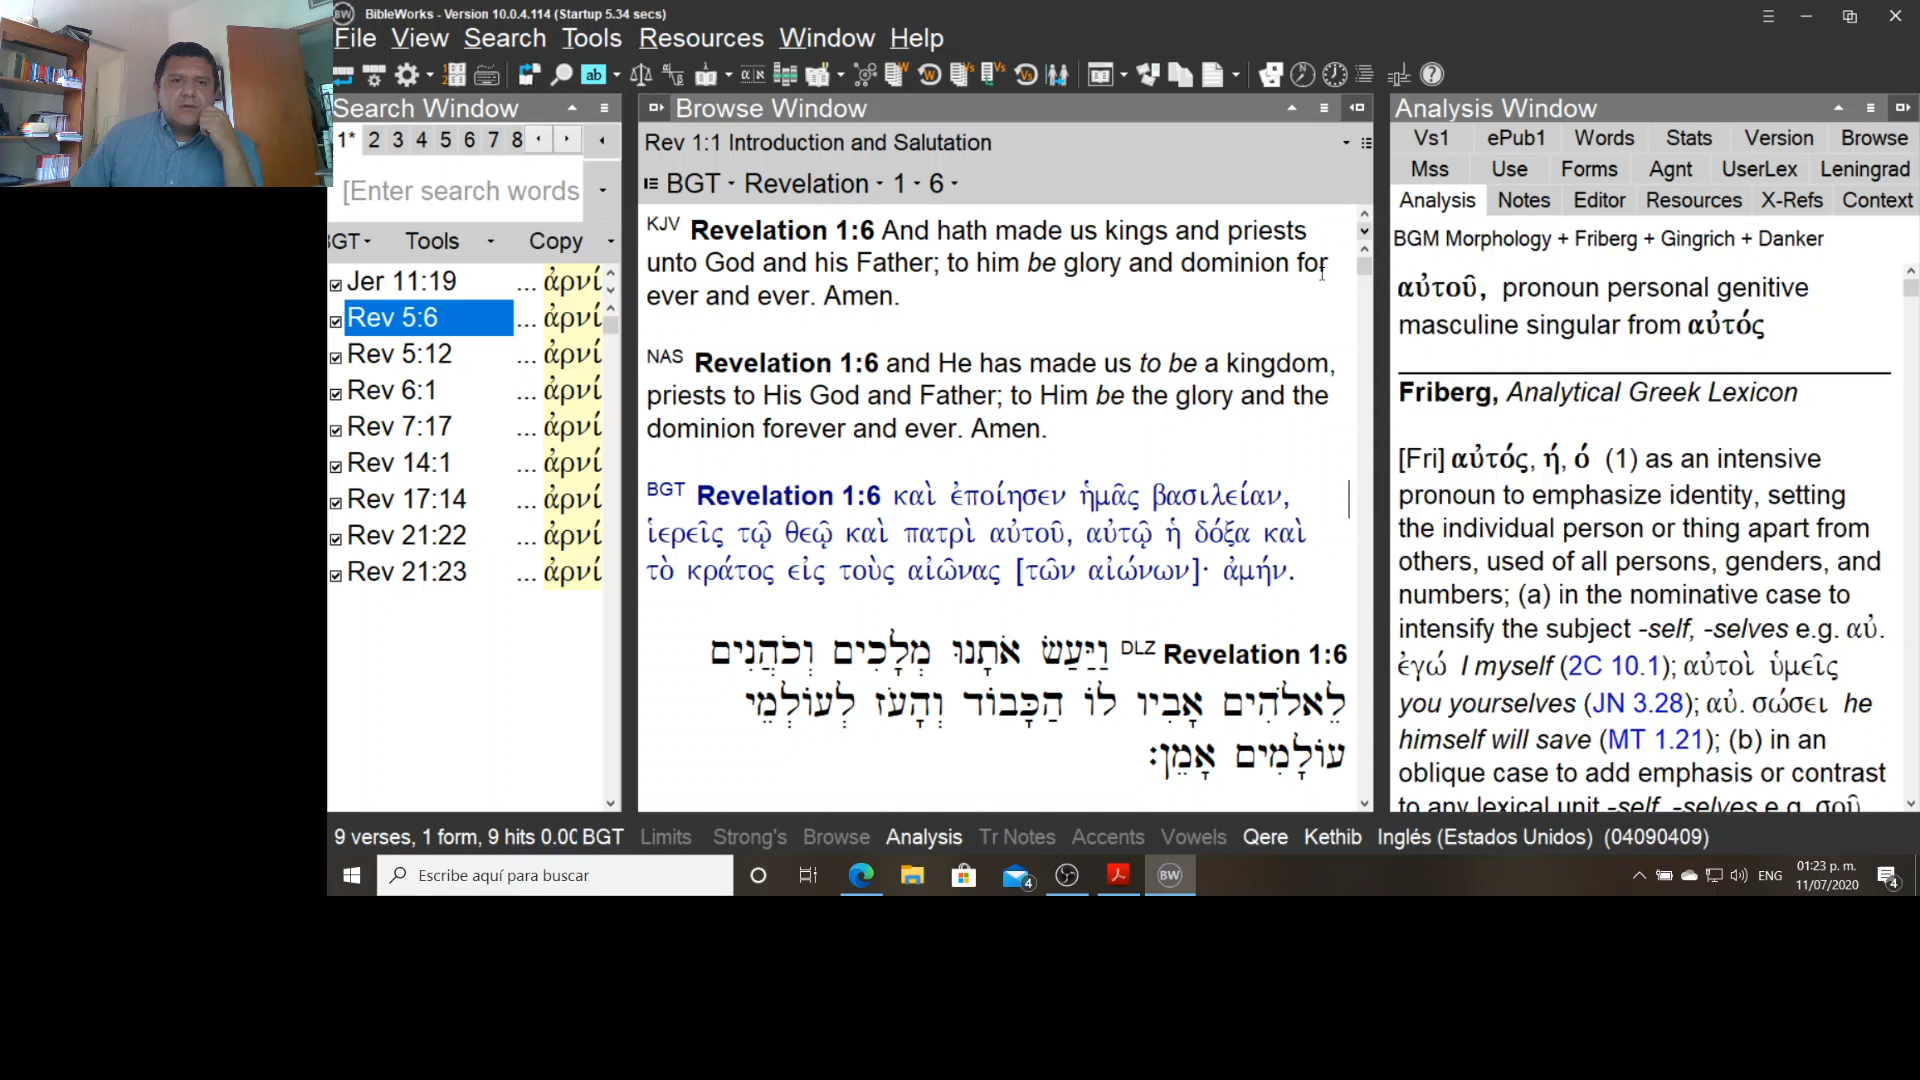 BW BibleWorks - Version 10.0.4.114 (Startup 5.34 secs)
File View Search Tools Resources Window Help
Search Window
1* 2 3 4 5 6 7 8
[Enter search words
BGT Tools Copy
Jer 11:19 ... ἀρνί
Rev 5:6 ... ἀρνί
Rev 5:12 ... ἀρνί
Rev 6:1 ... ἀρνί
Rev 7:17 ... ἀρνί
Rev 14:1 ... ἀρνί
Rev 17:14 ... ἀρνί
Rev 21:22 ... ἀρνί
Rev 21:23 ... ἀρνί
Browse Window
Rev 1:1 Introduction and Salutation
BGT Revelation 1 6
KJV Revelation 1:6 And hath made us kings and priests
unto God and his Father; to him be glory and dominion for
ever and ever. Amen.
NAS Revelation 1:6 and He has made us to be a kingdom,
priests to His God and Father; to Him be the glory and the
dominion forever and ever. Amen.
BGT Revelation 1:6 καὶ ἐποίησεν ἡμᾶς βασιλείαν,
ἱερεῖς τῷ θεῷ καὶ πατρὶ αὐτοῦ, αὐτῷ ἡ δόξα καὶ
τὸ κράτος εἰς τοὺς αἰῶνας [τῶν αἰώνων]· ἀμήν.
DLZ Revelation 1:6 וַיַּעַשׂ אֹתָנוּ מְלָכִים וְכֹהֲנִים
לֵאלֹהִים אָבִיו לוֹ הַכָּבוֹד וְהָעֹז לְעוֹלְמֵי
עוֹלָמִים אָמֵן׃
Analysis Window
Vs1 ePub1 Words Stats Version Browse
Mss Use Forms Agnt UserLex Leningrad
Analysis Notes Editor Resources X-Refs Context
BGM Morphology + Friberg + Gingrich + Danker
αὐτοῦ, pronoun personal genitive
masculine singular from αὐτός
Friberg, Analytical Greek Lexicon
[Fri] αὐτός, ή, ό (1) as an intensive
pronoun to emphasize identity, setting
the individual person or thing apart from
others, used of all persons, genders, and
numbers; (a) in the nominative case to
intensify the subject -self, -selves e.g. αὐ.
ἐγώ I myself (2C 10.1); αὐτοὶ ὑμεῖς
you yourselves (JN 3.28); αὐ. σώσει he
himself will save (MT 1.21); (b) in an
oblique case to add emphasis or contrast
to any lexical unit -self, -selves e.g. σοῦ
9 verses, 1 form, 9 hits 0.0 BGT Limits Strong's Browse Analysis Tr Notes Accents Vowels Qere Kethib Inglés (Estados Unidos) (04090409)
Escribe aquí para buscar
4
BW
ENG
01:23 p. m.
11/07/2020
4